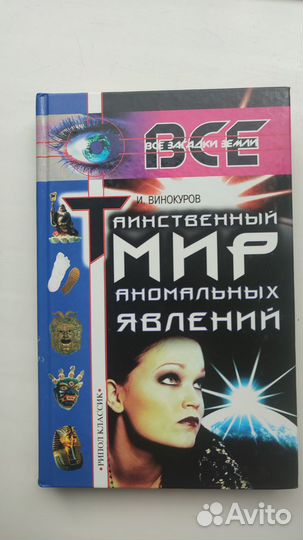 ВСЕ
ВСЕ ЗАГАДКИ ЗЕМЛИ
И. ВИНОКУРОВ
ТАИНСТВЕННЫЙ
МИР
АНОМАЛЬНЫХ
ЯВЛЕНИЙ
•РИПОЛ КЛАССИК•
Avito